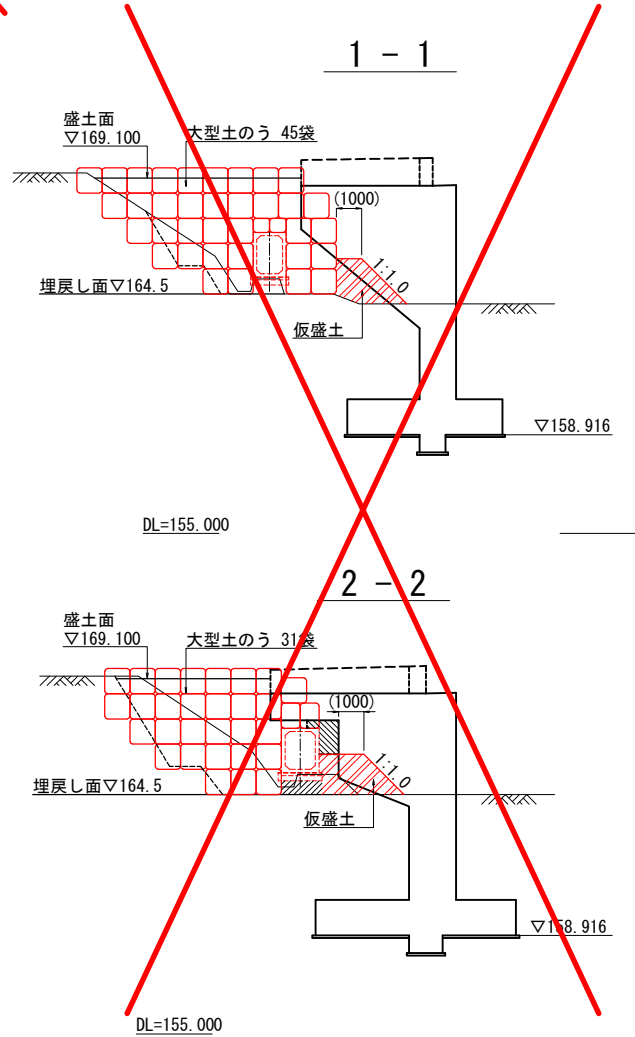 1 - 1
盛土面
▽169.100
大型土のう 45袋
(1000)
1:1.0
埋戻し面▽164.5
仮盛土
▽158.916
DL=155.000
2 - 2
盛土面
▽169.100
大型土のう 31袋
(1000)
1:1.0
埋戻し面▽164.5
仮盛土
▽158.916
DL=155.000